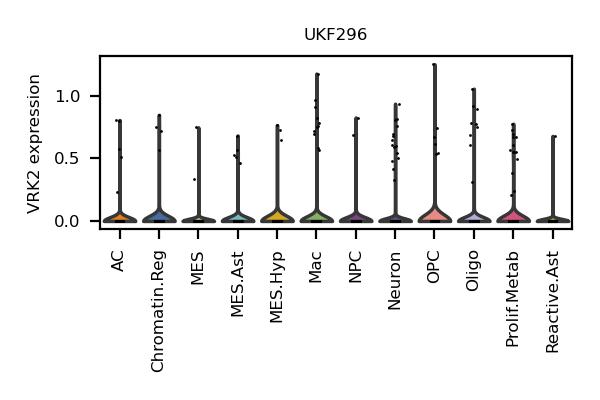 UKF296
VRK2 expression
1.0
0.5
0.0
AC
Chromatin.Reg
MES
MES.Ast
MES.Hyp
Mac
NPC
Neuron
OPC
Oligo
Prolif.Metab
Reactive.Ast